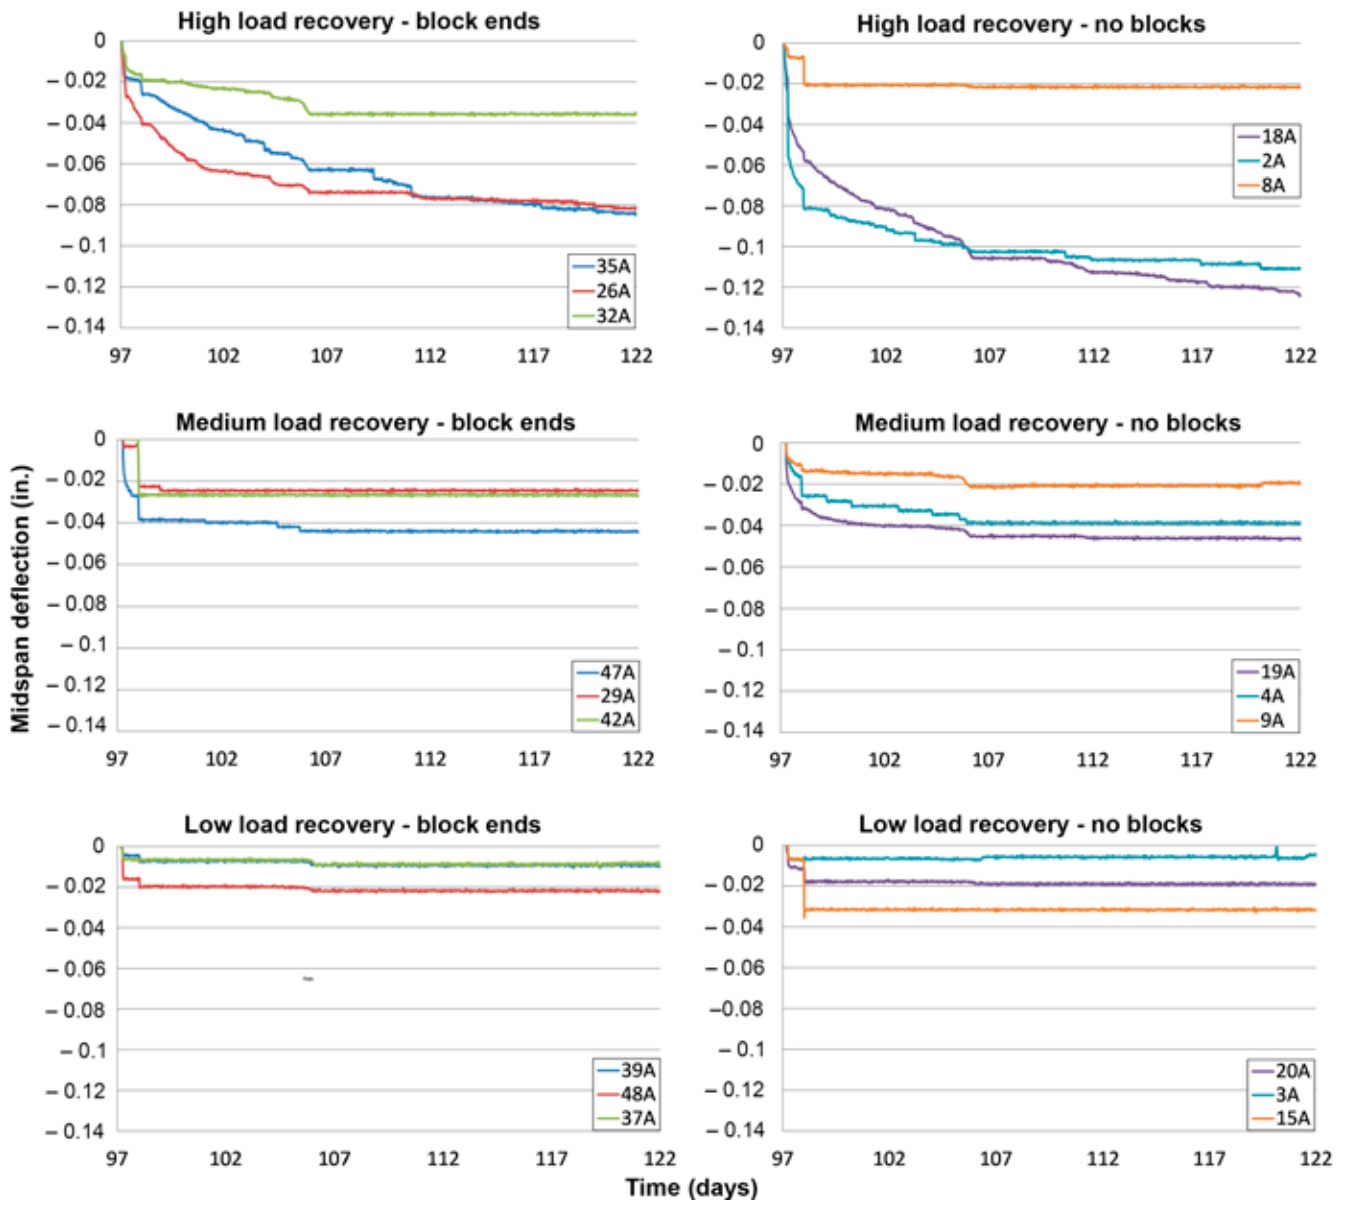 High load recovery - block ends
0
– 0.02
– 0.04
– 0.06
– 0.08
– 0.1
– 0.12
– 0.14
97 102 107 112 117 122
35A
26A
32A
High load recovery - no blocks
0
– 0.02
– 0.04
– 0.06
– 0.08
– 0.1
– 0.12
– 0.14
97 102 107 112 117 122
18A
2A
8A
Medium load recovery - block ends
0
– 0.02
– 0.04
– 0.06
– 0.08
– 0.1
– 0.12
– 0.14
97 102 107 112 117 122
47A
29A
42A
Medium load recovery - no blocks
0
– 0.02
– 0.04
– 0.06
– 0.08
– 0.1
– 0.12
– 0.14
97 102 107 112 117 122
19A
4A
9A
Midspan deflection (in.)
Low load recovery - block ends
0
– 0.02
– 0.04
– 0.06
– 0.08
– 0.1
– 0.12
– 0.14
97 102 107 112 117 122
39A
48A
37A
Low load recovery - no blocks
0
– 0.02
– 0.04
– 0.06
–0.08
– 0.1
– 0.12
– 0.14
97 102 107 112 117 122
20A
3A
15A
Time (days)